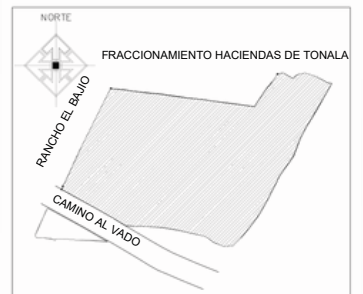 NORTE
FRACCIONAMIENTO HACIENDAS DE TONALA
RANCHO EL BAJIO
CAMINO AL VADO